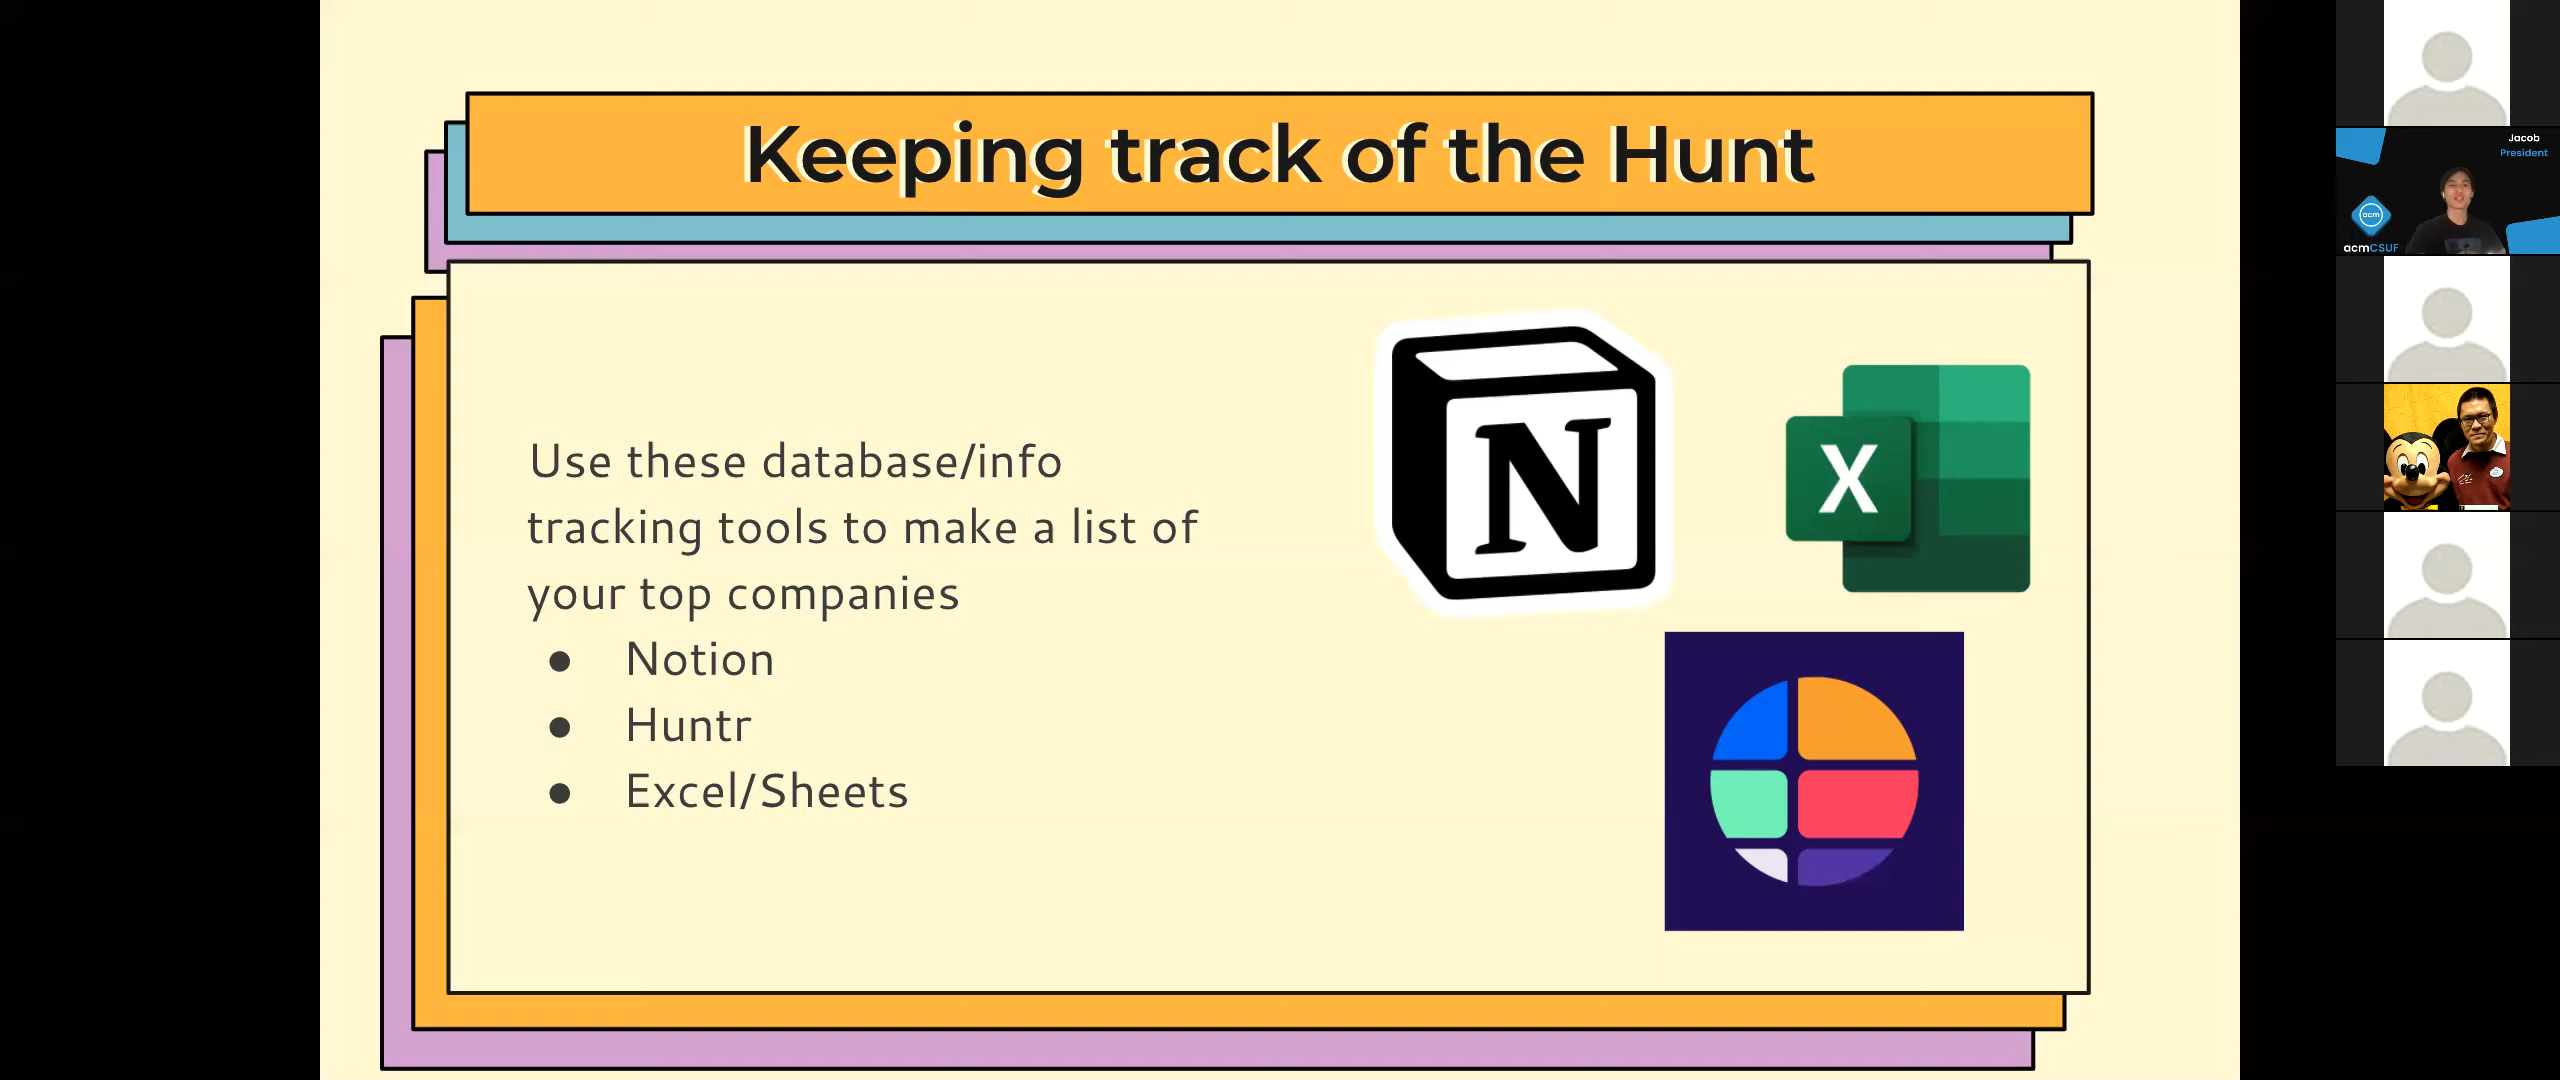 Keeping track of the Hunt
Use these database/info
tracking tools to make a list of
your top companies
● Notion
● Huntr
● Excel/Sheets
N
X
Jacob
President
acm
acmCSUF